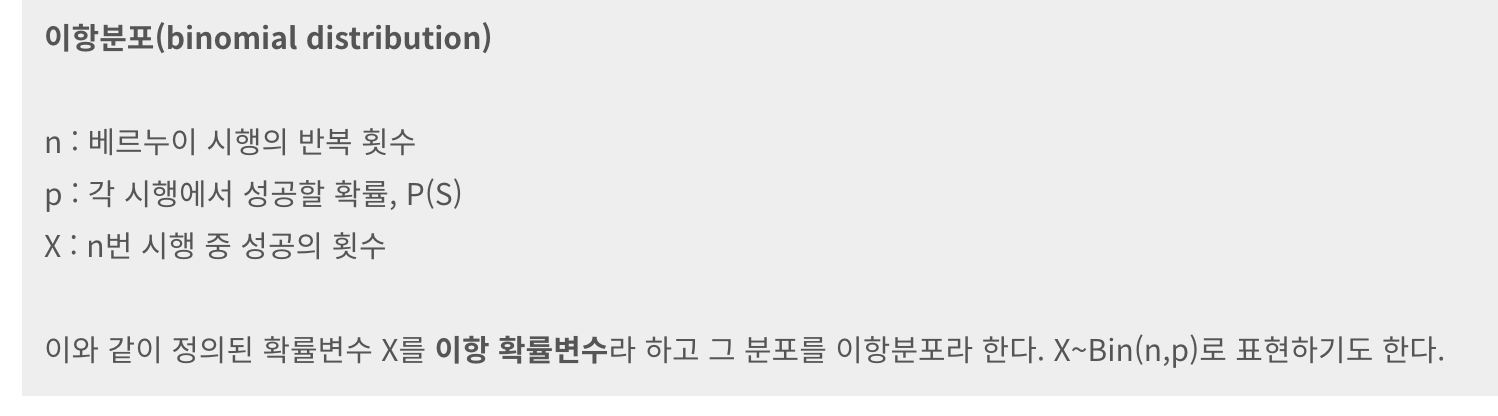 이항분포(binomial distribution)
n : 베르누이 시행의 반복 횟수
p : 각 시행에서 성공할 확률, P(S)
X : n번 시행 중 성공의 횟수
이와 같이 정의된 확률변수 X를 이항 확률변수라 하고 그 분포를 이항분포라 한다. X~Bin(n,p)로 표현하기도 한다.